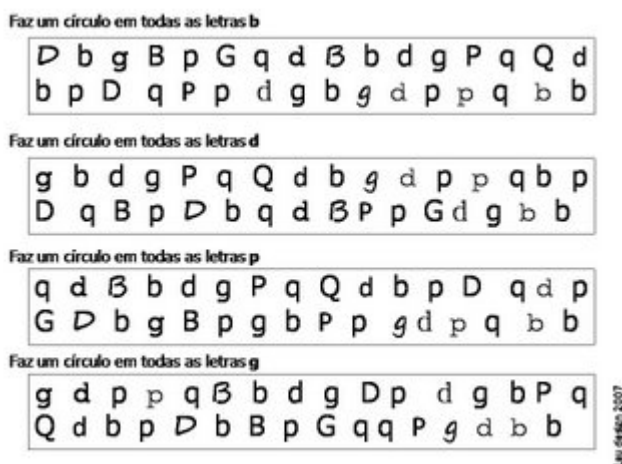 Faz um círculo em todas as letras b
D b g B p G q d B b d g P q Q d
b p D q P p d g b g d p p q b b
Faz um círculo em todas as letras d
g b d g P q Q d b g d p p q b p
D q B p D b q d B P p G d g b b
Faz um círculo em todas as letras p
q d B b d g P q Q d b p D q d p
G D b g B p g b P p g d p q b b
Faz um círculo em todas as letras g
g d p p q B b d g D p d g b P q
Q d b p D b B p G q q P g d b b
2007